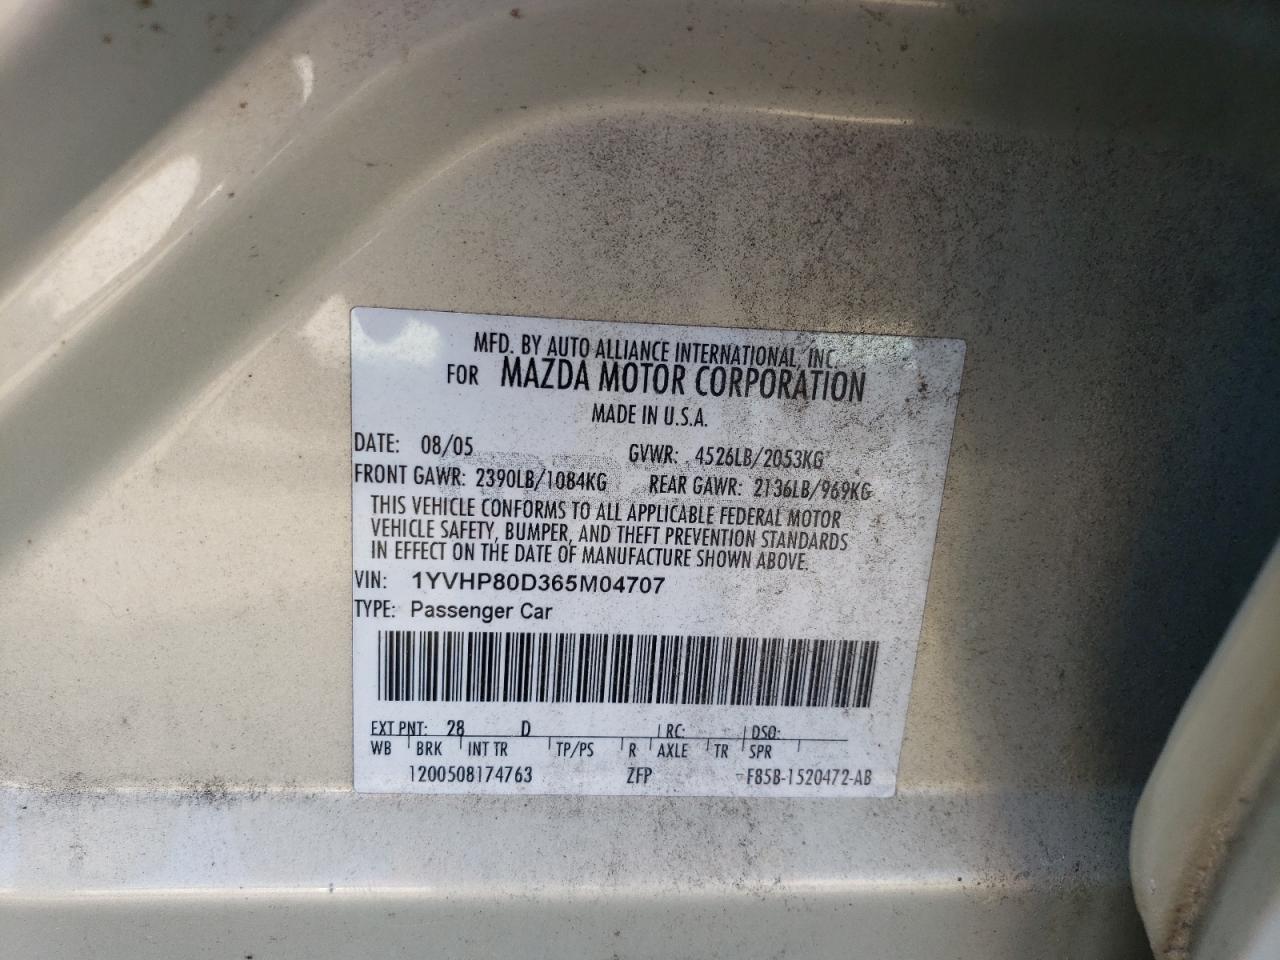 MFD. BY AUTO ALLIANCE INTERNATIONAL, INC.
FOR MAZDA MOTOR CORPORATION
MADE IN U.S.A.
DATE: 08/05 GVWR: 4526LB/2053KG
FRONT GAWR: 2390LB/1084KG REAR GAWR: 2136LB/969KG
THIS VEHICLE CONFORMS TO ALL APPLICABLE FEDERAL MOTOR
VEHICLE SAFETY, BUMPER, AND THEFT PREVENTION STANDARDS
IN EFFECT ON THE DATE OF MANUFACTURE SHOWN ABOVE.
VIN: 1YVHP80D365M04707
TYPE: Passenger Car
EXT PNT: 28 D RC: DSO:
WB BRK INT TR TP/PS R AXLE TR SPR
1200508174763 ZFP F85B-1520472-AB